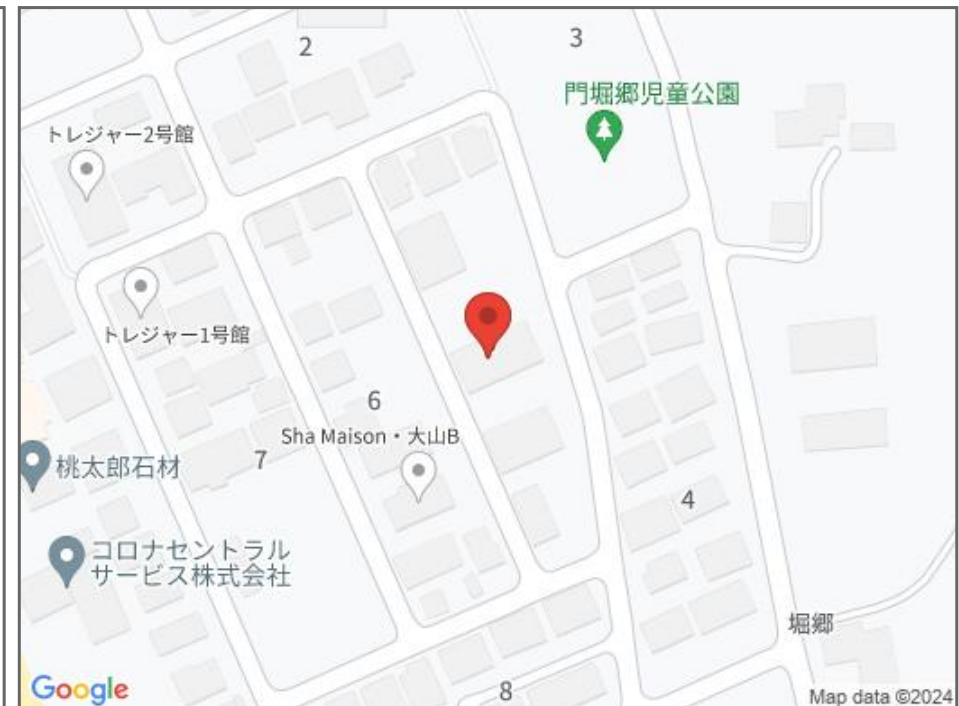 2
3
門堀郷児童公園
トレジャー2号館
トレジャー1号館
6
Sha Maison・大山B
7
桃太郎石材
4
コロナセントラル
サービス株式会社
堀郷
8
Google
Map data ©2024